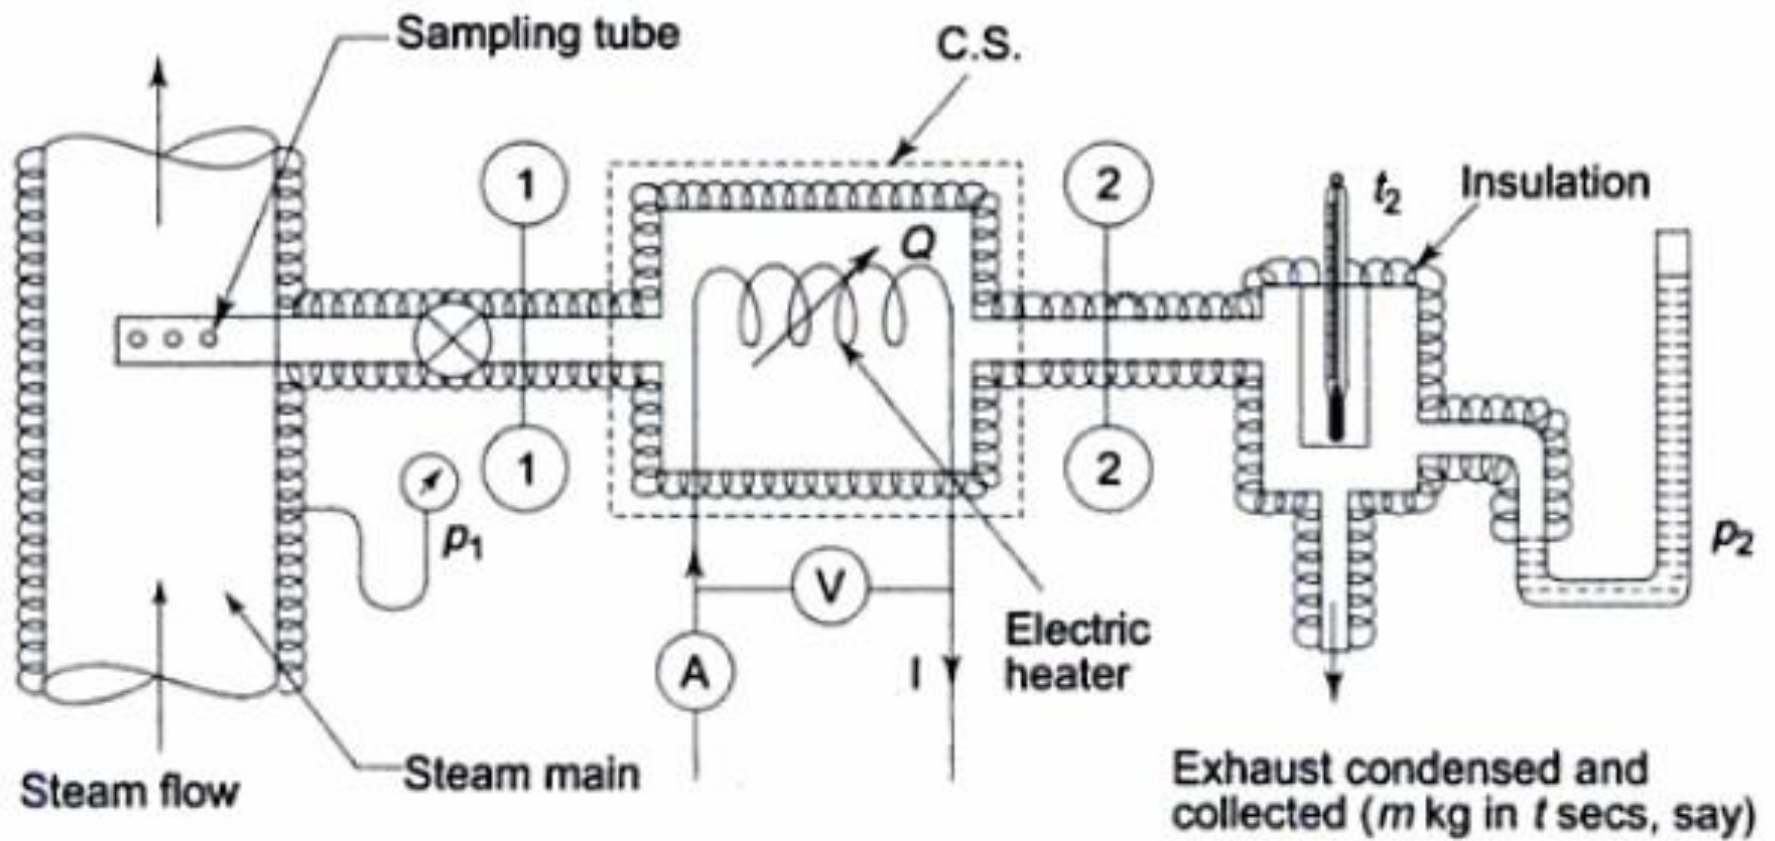 Sampling tube
C.S.
1
2
t2
Insulation
Q
1
2
p1
V
p2
A
I
Electric
heater
Steam flow
Steam main
Exhaust condensed and
collected (m kg in t secs, say)